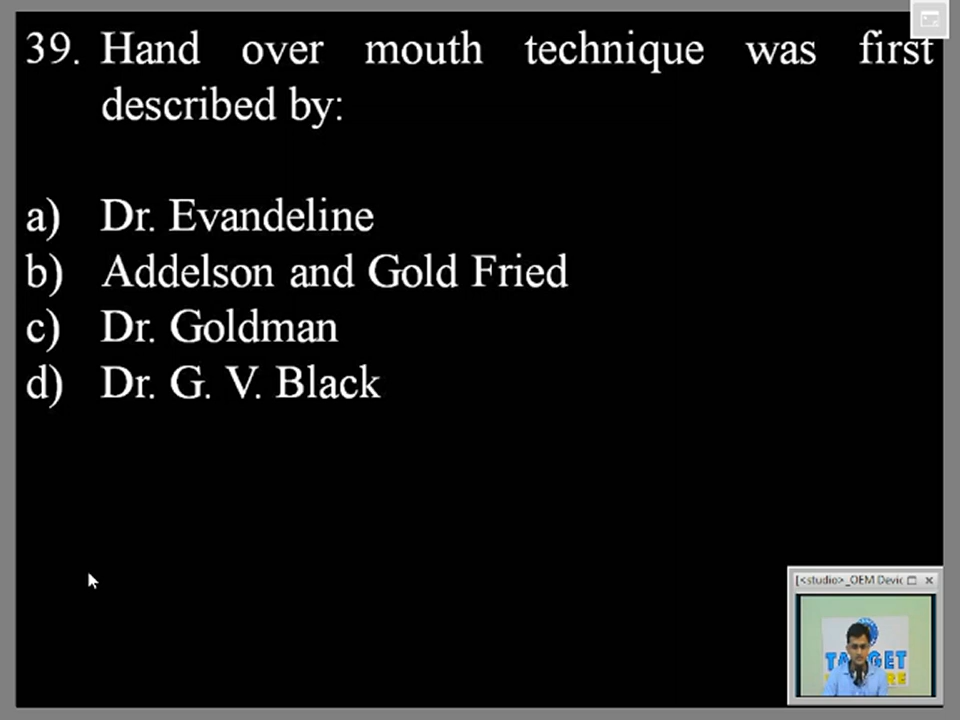 39. Hand over mouth technique was first
described by:
a) Dr. Evandeline
b) Addelson and Gold Fried
c) Dr. Goldman
d) Dr. G. V. Black
[<studio>_OEM Devic